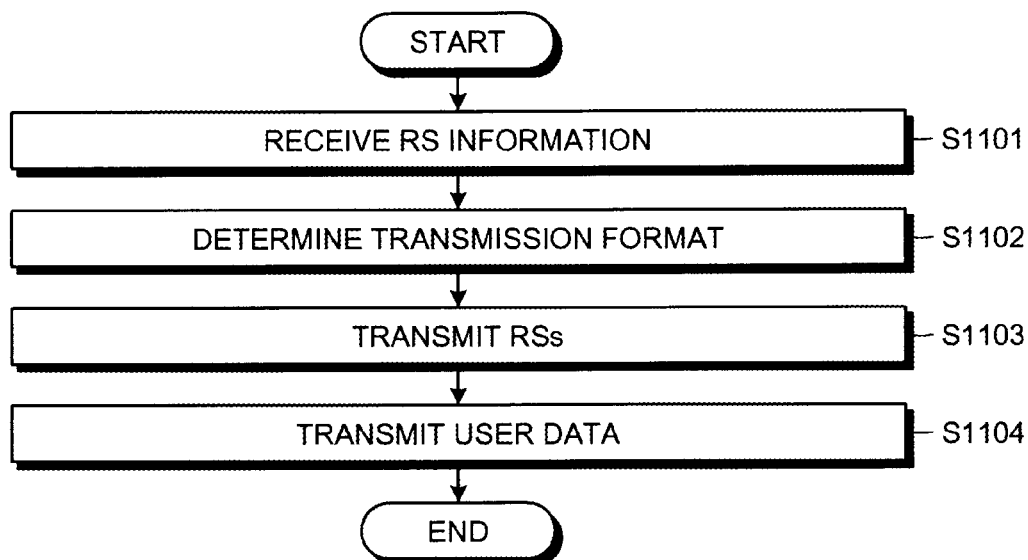 START
RECEIVE RS INFORMATION
S1101
DETERMINE TRANSMISSION FORMAT
S1102
TRANSMIT RSs
S1103
TRANSMIT USER DATA
S1104
END